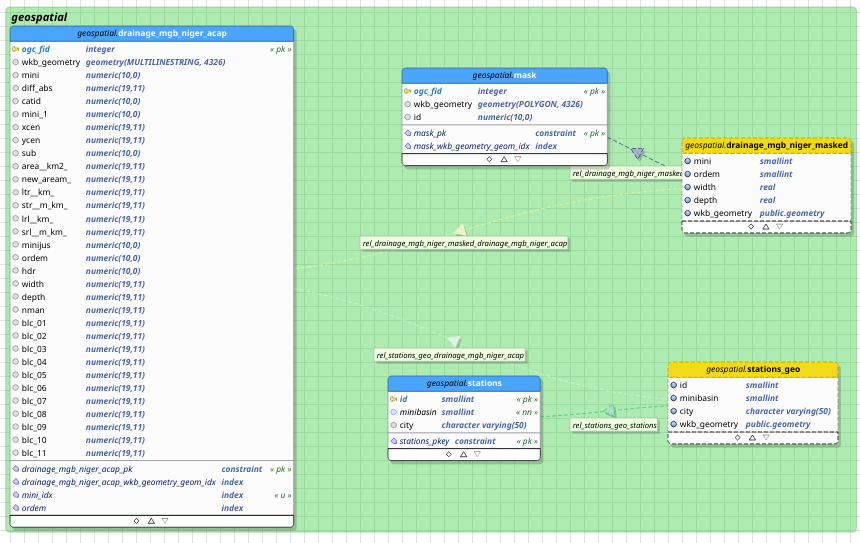 geospatial
geospatial.drainage_mgb_niger_acap
ogc_fid integer « pk »
wkb_geometry geometry(MULTILINESTRING, 4326)
mini numeric(10,0)
diff_abs numeric(19,11)
catid numeric(10,0)
mini_1 numeric(10,0)
xcen numeric(19,11)
ycen numeric(19,11)
sub numeric(10,0)
area__km2_ numeric(19,11)
new_aream_ numeric(19,11)
ltr__km_ numeric(19,11)
str__m_km_ numeric(19,11)
lrl__km_ numeric(19,11)
srl__m_km_ numeric(19,11)
minijus numeric(10,0)
ordem numeric(10,0)
hdr numeric(10,0)
width numeric(19,11)
depth numeric(19,11)
nman numeric(19,11)
blc_01 numeric(19,11)
blc_02 numeric(19,11)
blc_03 numeric(19,11)
blc_04 numeric(19,11)
blc_05 numeric(19,11)
blc_06 numeric(19,11)
blc_07 numeric(19,11)
blc_08 numeric(19,11)
blc_09 numeric(19,11)
blc_10 numeric(19,11)
blc_11 numeric(19,11)
drainage_mgb_niger_acap_pk constraint « pk »
drainage_mgb_niger_acap_wkb_geometry_geom_idx index
mini_idx index « u »
ordem index
geospatial.mask
ogc_fid integer « pk »
wkb_geometry geometry(POLYGON, 4326)
id numeric(10,0)
mask_pk constraint « pk »
mask_wkb_geometry_geom_idx index
geospatial.drainage_mgb_niger_masked
mini smallint
ordem smallint
width real
depth real
wkb_geometry public.geometry
rel_drainage_mgb_niger_masked
rel_drainage_mgb_niger_masked_drainage_mgb_niger_acap
rel_stations_geo_drainage_mgb_niger_acap
geospatial.stations
id smallint « pk »
minibasin smallint « nn »
city character varying(50)
stations_pkey constraint « pk »
geospatial.stations_geo
id smallint
minibasin smallint
city character varying(50)
wkb_geometry public.geometry
rel_stations_geo_stations